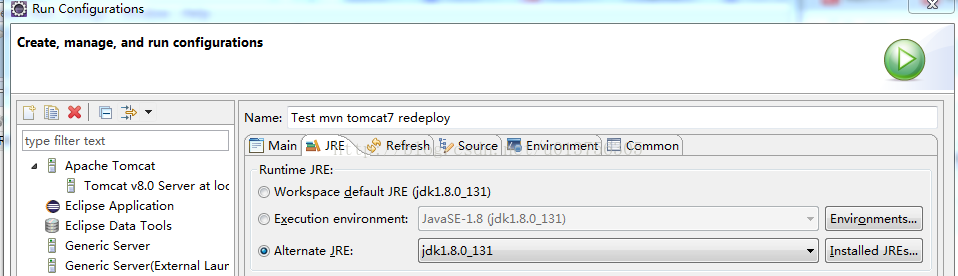 Run Configurations
Create, manage, and run configurations
type filter text
Apache Tomcat
Tomcat v8.0 Server at loc
Eclipse Application
Eclipse Data Tools
Generic Server
Generic Server(External Laun
Name: Test mvn tomcat7 redeploy
Main JRE Refresh Source Environment Common
Runtime JRE:
Workspace default JRE (jdk1.8.0_131)
Execution environment: JavaSE-1.8 (jdk1.8.0_131) Environments...
Alternate JRE: jdk1.8.0_131 Installed JREs...